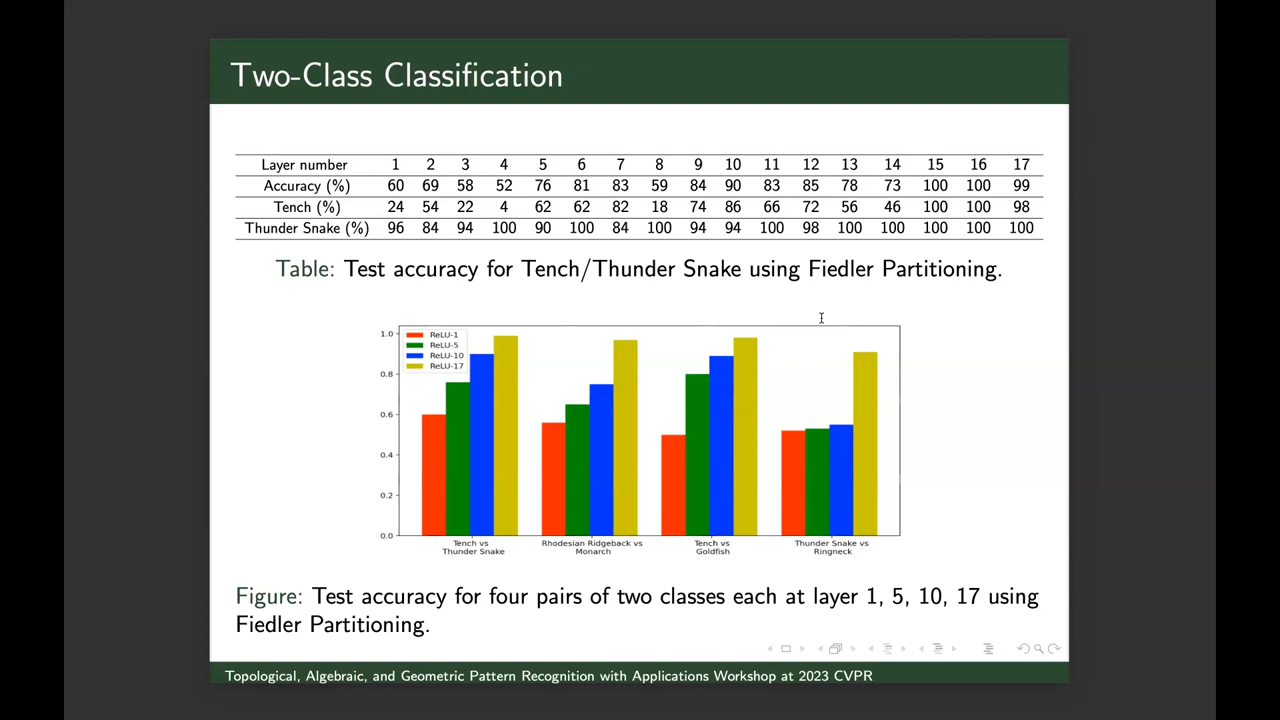 Two-Class Classification
Layer number 1 2 3 4 5 6 7 8 9 10 11 12 13 14 15 16 17
Accuracy (%) 60 69 58 52 76 81 83 59 84 90 83 85 78 73 100 100 99
Tench (%) 24 54 22 4 62 62 82 18 74 86 66 72 56 46 100 100 98
Thunder Snake (%) 96 84 94 100 90 100 84 100 94 94 100 98 100 100 100 100 100
Table: Test accuracy for Tench/Thunder Snake using Fiedler Partitioning.
1.0
0.8
0.6
0.4
0.2
0.0
ReLU-1
ReLU-5
ReLU-10
ReLU-17
Tench vs
Thunder Snake
Rhodesian Ridgeback vs
Monarch
Tench vs
Goldfish
Thunder Snake vs
Ringneck
Figure: Test accuracy for four pairs of two classes each at layer 1, 5, 10, 17 using
Fiedler Partitioning.
Topological, Algebraic, and Geometric Pattern Recognition with Applications Workshop at 2023 CVPR